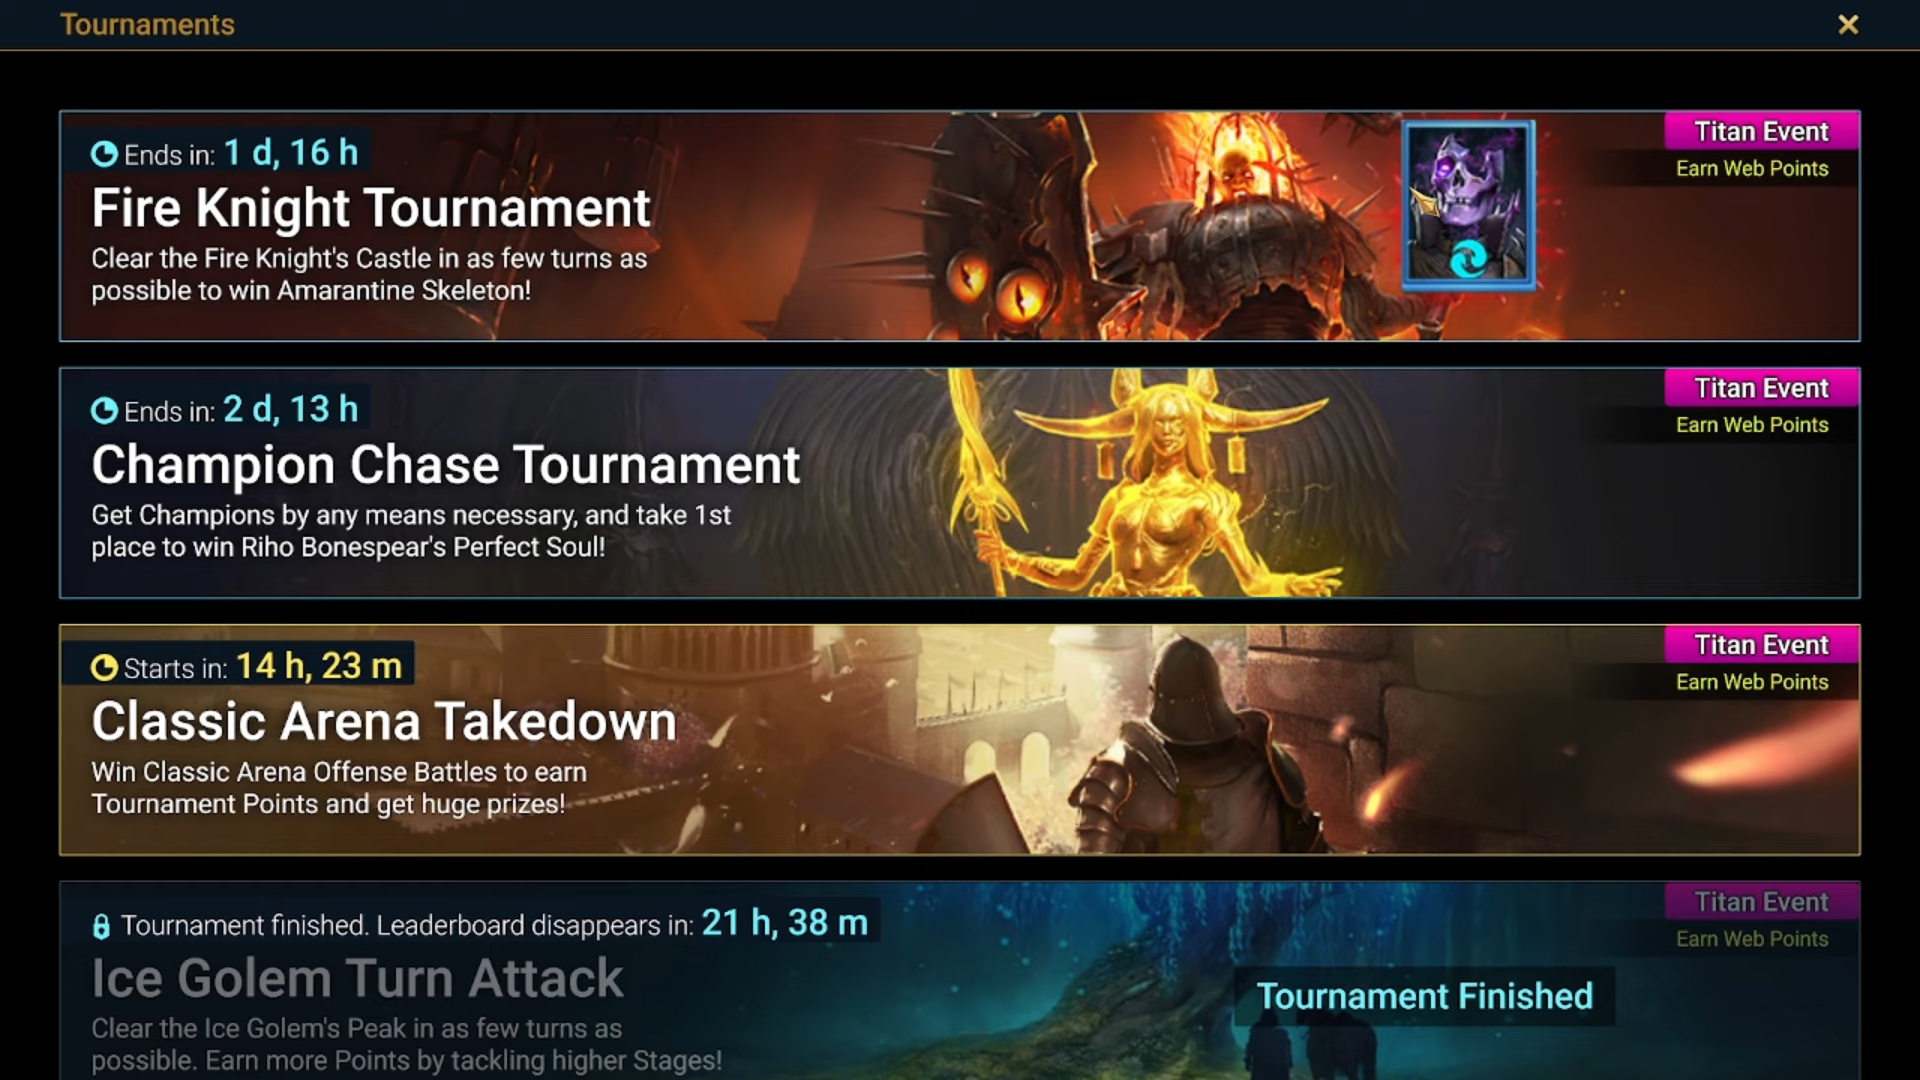 Tournaments
Ends in: 1 d, 16 h
Titan Event
Earn Web Points
Fire Knight Tournament
Clear the Fire Knight's Castle in as few turns as
possible to win Amarantine Skeleton!
Ends in: 2 d, 13 h
Titan Event
Earn Web Points
Champion Chase Tournament
Get Champions by any means necessary, and take 1st
place to win Riho Bonespear's Perfect Soul!
Starts in: 14 h, 23 m
Titan Event
Earn Web Points
Classic Arena Takedown
Win Classic Arena Offense Battles to earn
Tournament Points and get huge prizes!
Tournament finished. Leaderboard disappears in: 21 h, 38 m
Titan Event
Earn Web Points
Ice Golem Turn Attack
Tournament Finished
Clear the Ice Golem's Peak in as few turns as
possible. Earn more Points by tackling higher Stages!